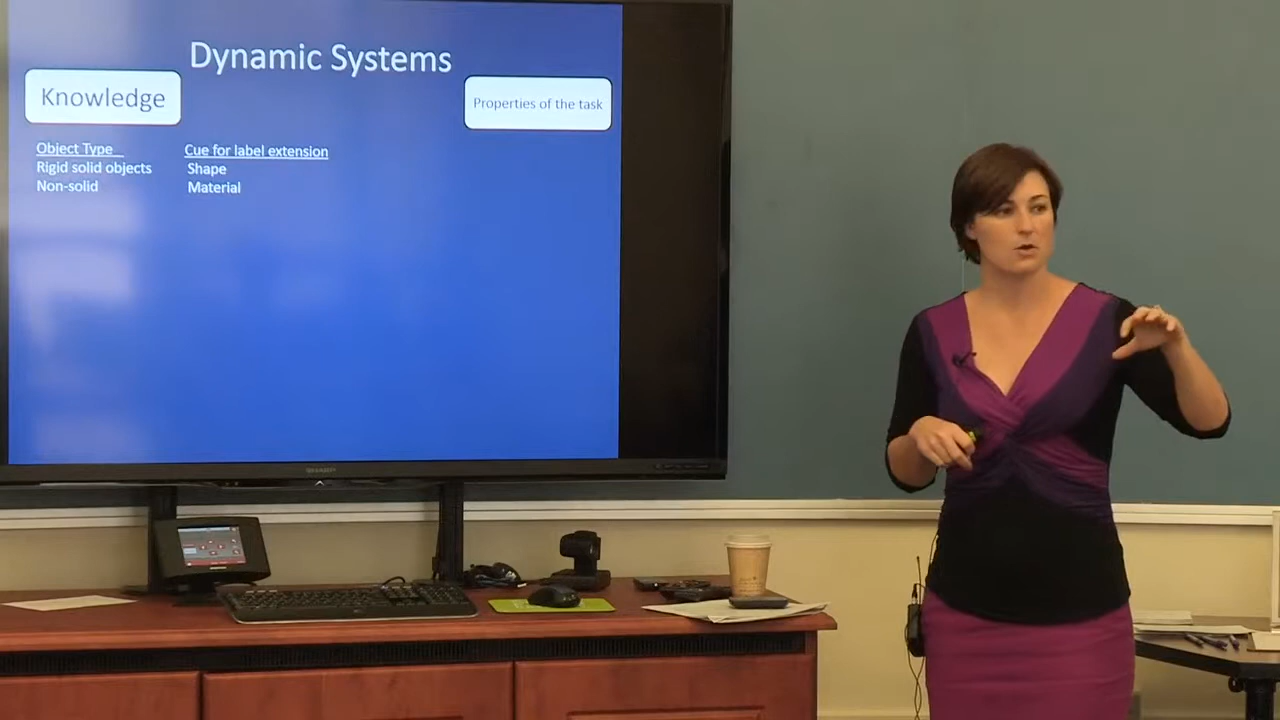 Dynamic Systems
Knowledge
Properties of the task
Object Type Cue for label extension
Rigid solid objects Shape
Non-solid Material
SHARP